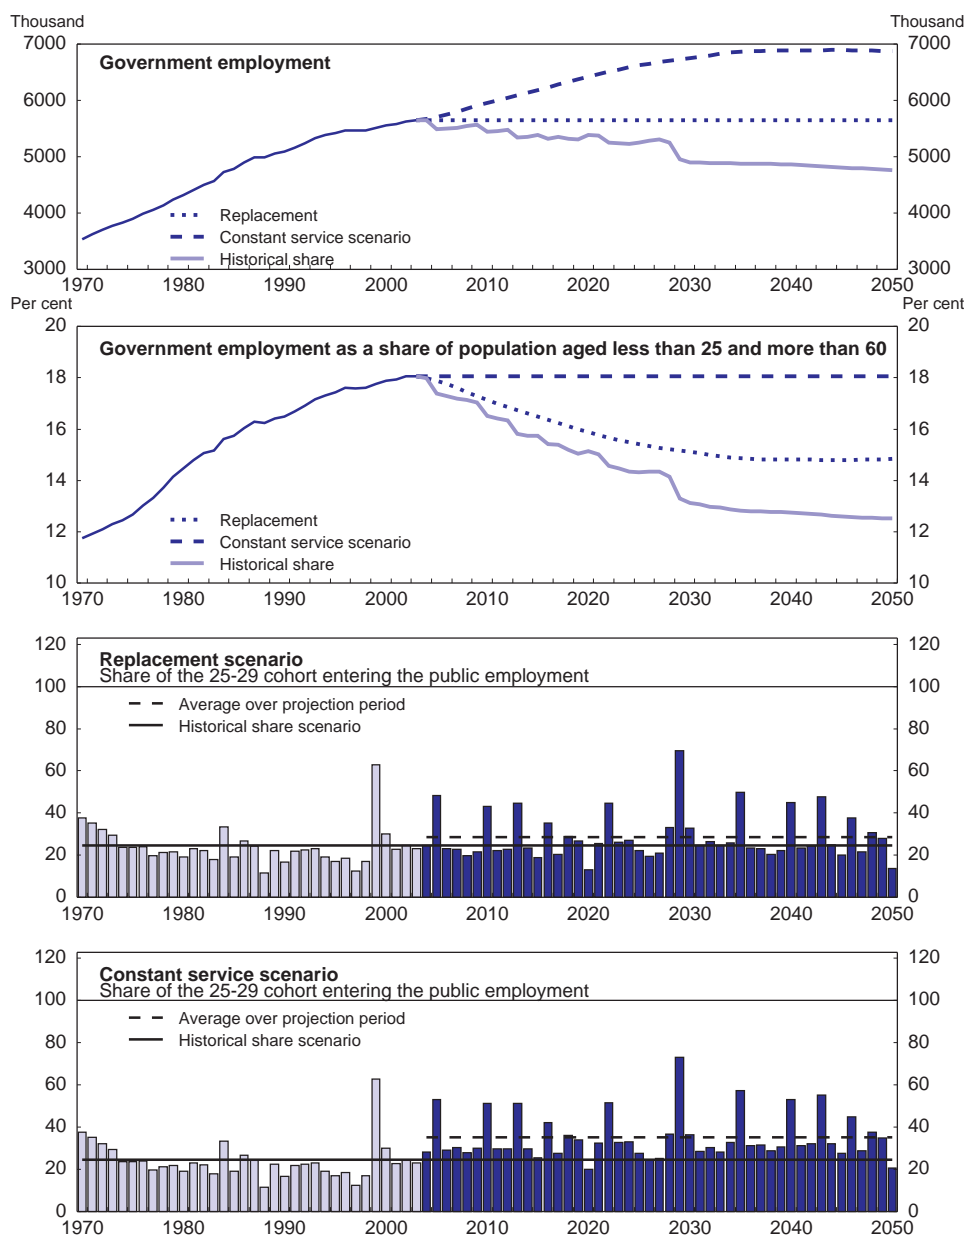 Thousand Thousand
7000 7000
Government employment
6000 6000
5000 5000
4000 4000
Replacement
Constant service scenario
Historical share
3000 3000
1970 1980 1990 2000 2010 2020 2030 2040 2050
Per cent Per cent
20 20
Government employment as a share of population aged less than 25 and more than 60
18 18
16 16
14 14
12 12
Replacement
Constant service scenario
Historical share
10 10
1970 1980 1990 2000 2010 2020 2030 2040 2050
120 120
Replacement scenario
Share of the 25-29 cohort entering the public employment
100 100
Average over projection period
80 80
Historical share scenario
60 60
40 40
20 20
0 0
1970 1980 1990 2000 2010 2020 2030 2040 2050
120 120
Constant service scenario
Share of the 25-29 cohort entering the public employment
100 100
Average over projection period
80 80
Historical share scenario
60 60
40 40
20 20
0 0
1970 1980 1990 2000 2010 2020 2030 2040 2050